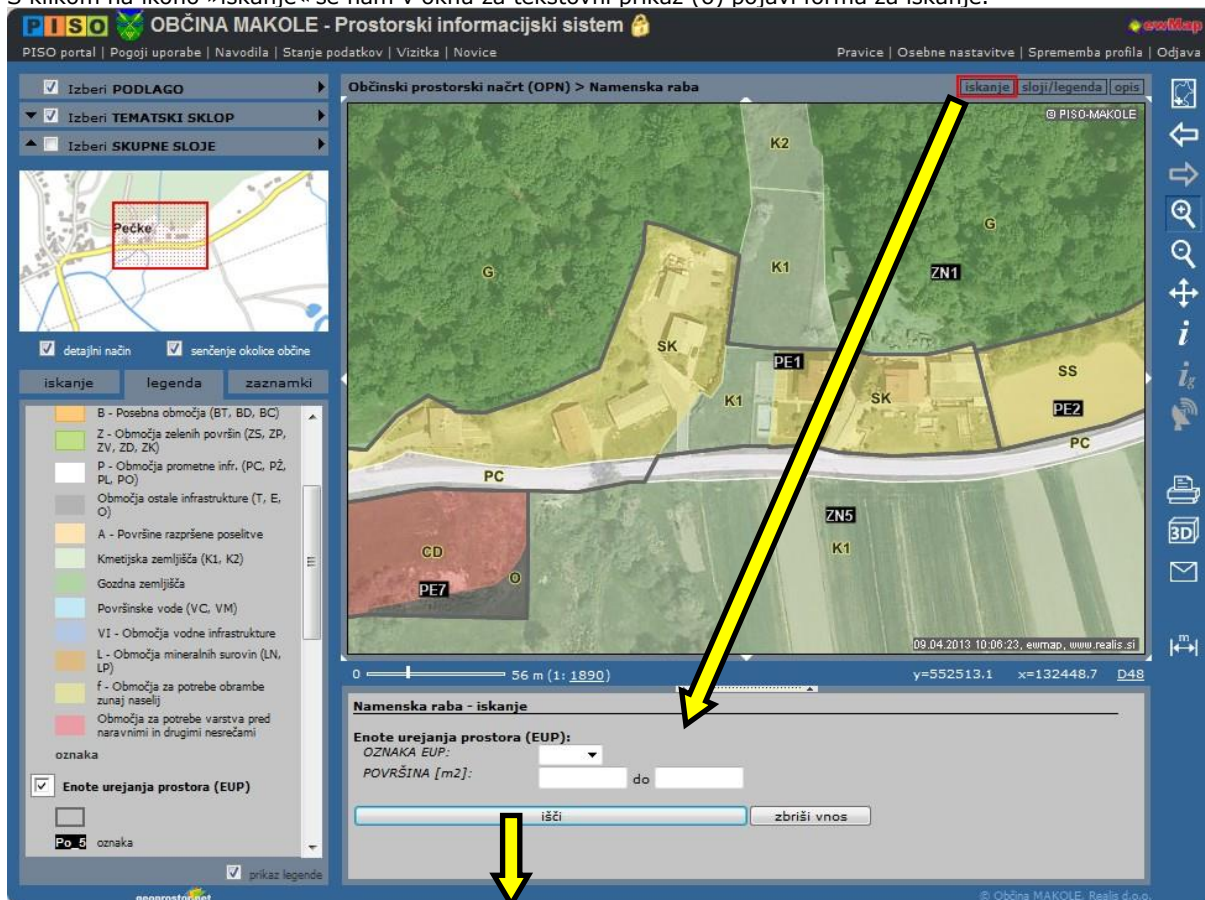 S klikom na ikono »iskanje« se nam v oknu za tekstovni prikaz (6) pojavi forma za iskanje.
PISO OBČINA MAKOLE - Prostorski informacijski sistem
ewMap
PISO portal | Pogoji uporabe | Navodila | Stanje podatkov | Vizitka | Novice
Pravice | Osebne nastavitve | Sprememba profila | Odjava
Izberi PODLAGO
Izberi TEMATSKI SKLOP
Izberi SKUPNE SLOJE
Pečke
detajlni način
senčenje okolice občine
iskanje
legenda
zaznamki
B - Posebna območja (BT, BD, BC)
Z - Območja zelenih površin (ZS, ZP,
ZV, ZD, ZK)
P - Območja prometne infr. (PC, PŽ,
PL, PO)
Območja ostale infrastrukture (T, E,
O)
A - Površine razpršene poselitve
Kmetijska zemljišča (K1, K2)
Gozdna zemljišča
Površinske vode (VC, VM)
VI - Območja vodne infrastrukture
L - Območja mineralnih surovin (LN,
LP)
f - Območja za potrebe obrambe
zunaj naselij
Območja za potrebe varstva pred
naravnimi in drugimi nesrečami
oznaka
Enote urejanja prostora (EUP)
Po_5 oznaka
prikaz legende
geoprostor.net
Občinski prostorski načrt (OPN) > Namenska raba
iskanje
sloji/legenda
opis
© PISO-MAKOLE
K2
G
G
ZN1
K1
SK
PE1
SS
K1
SK
PE2
PC
PC
ZN5
K1
CD
O
PE7
09.04.2013 10:06:23, ewmap, www.realis.si
0
56 m (1: 1890)
y=552513.1 x=132448.7 D48
Namenska raba - iskanje
Enote urejanja prostora (EUP):
OZNAKA EUP:
POVRŠINA [m2]:
do
išči
zbriši vnos
i
ig
3D
m
© Občina MAKOLE, Realis d.o.o.